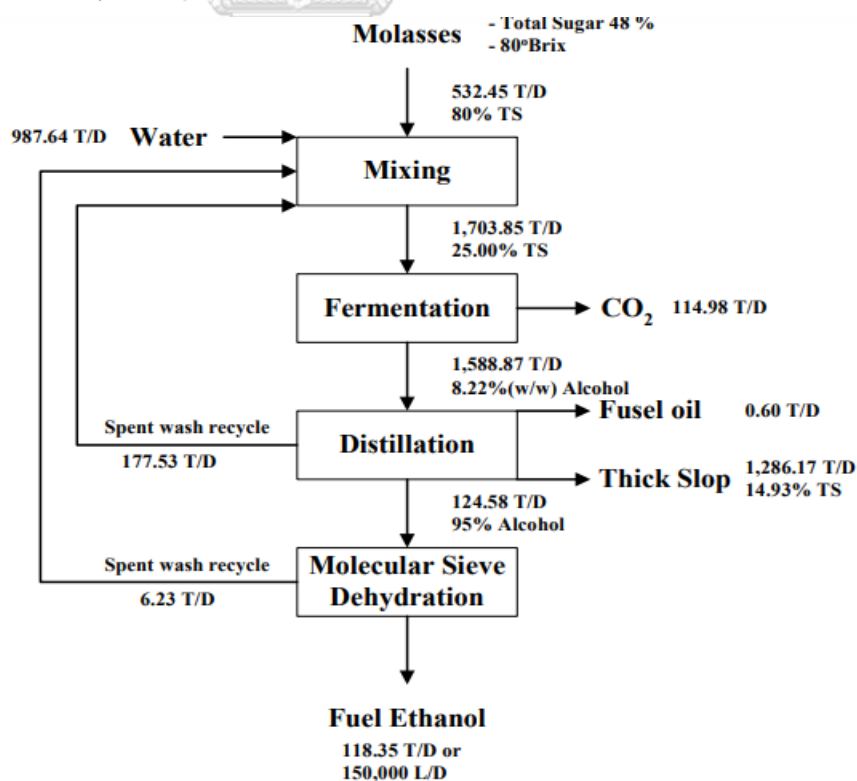 Molasses
- Total Sugar 48 %
- 80°Brix
532.45 T/D
80% TS
987.64 T/D Water
Mixing
1,703.85 T/D
25.00% TS
Fermentation
CO₂ 114.98 T/D
1,588.87 T/D
8.22%(w/w) Alcohol
Fusel oil 0.60 T/D
Spent wash recycle
Distillation
177.53 T/D
Thick Slop 1,286.17 T/D
14.93% TS
124.58 T/D
95% Alcohol
Spent wash recycle
Molecular Sieve
Dehydration
6.23 T/D
Fuel Ethanol
118.35 T/D or
150,000 L/D